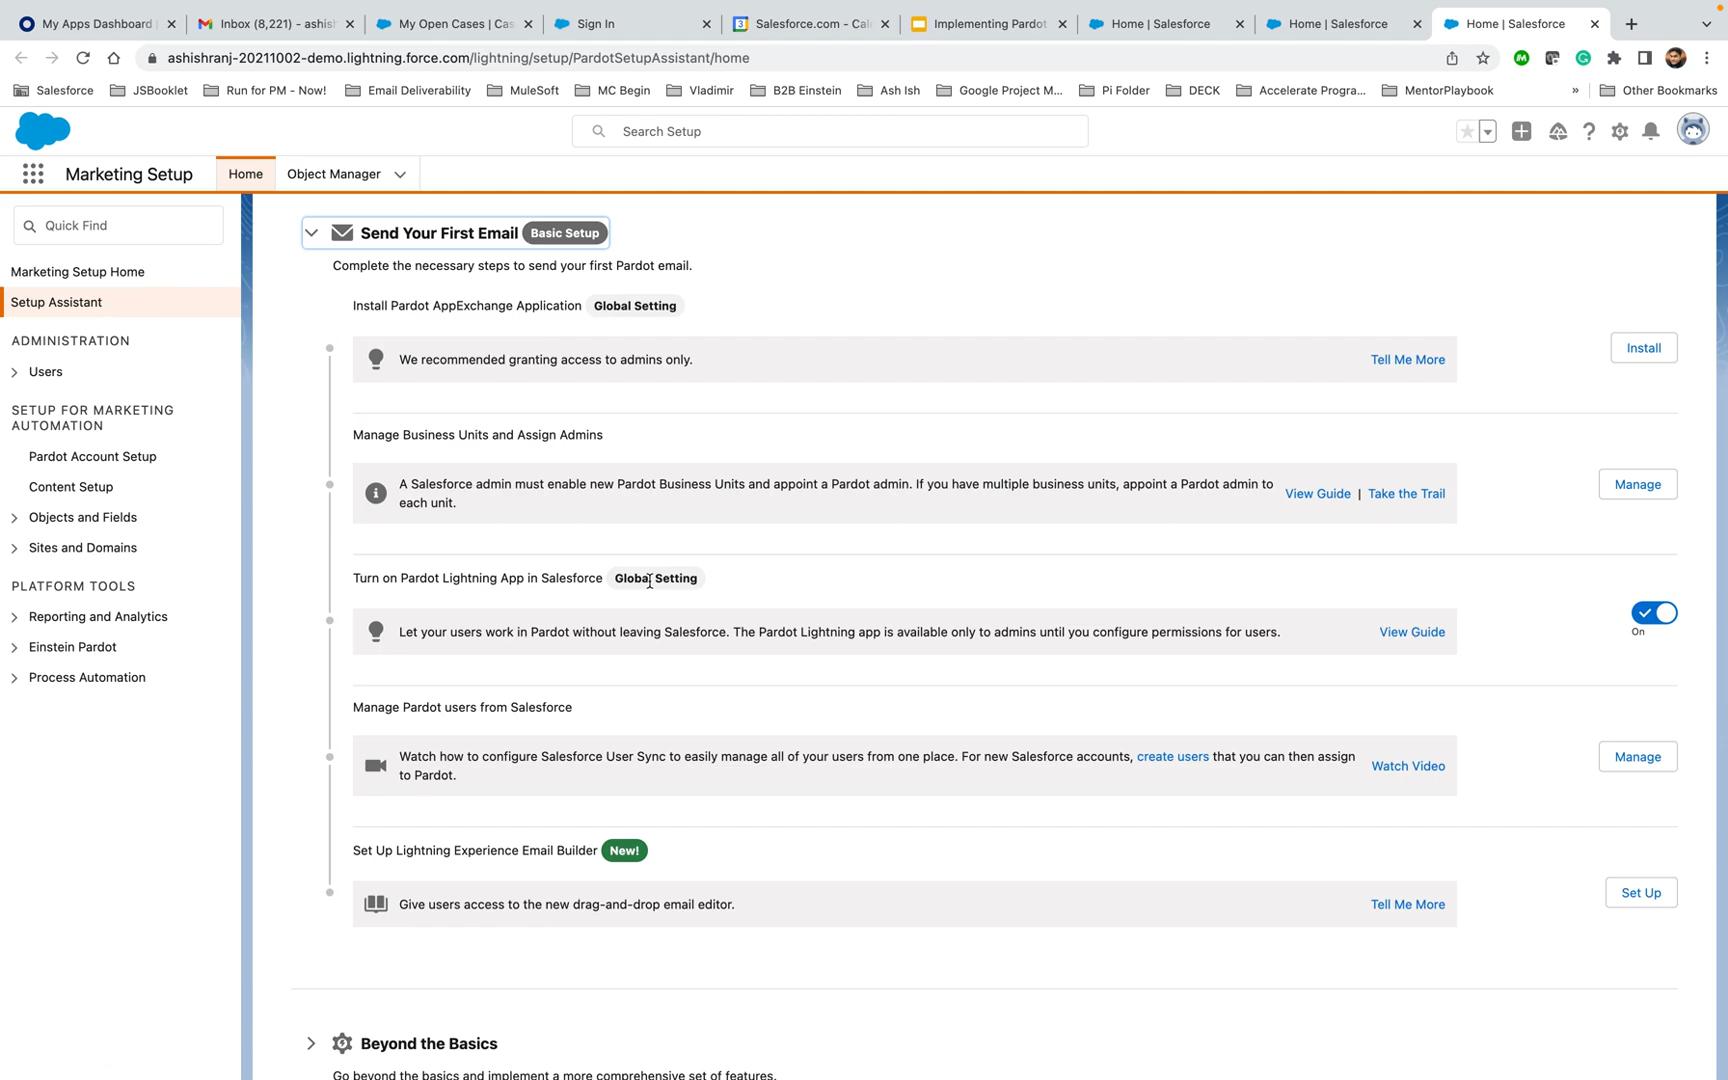 My Apps Dashboard
Inbox (8,221) - ashish
My Open Cases | Cas
Sign In
Salesforce.com - Cal
Implementing Pardot
Home | Salesforce
Home | Salesforce
Home | Salesforce
ashishranj-20211002-demo.lightning.force.com/lightning/setup/PardotSetupAssistant/home
Salesforce
JSBooklet
Run for PM - Now!
Email Deliverability
MuleSoft
MC Begin
Vladimir
B2B Einstein
Ash Ish
Google Project M...
Pi Folder
DECK
Accelerate Progra...
MentorPlaybook
»
Other Bookmarks
Search Setup
Marketing Setup
Home
Object Manager
Quick Find
Marketing Setup Home
Setup Assistant
ADMINISTRATION
Users
SETUP FOR MARKETING
AUTOMATION
Pardot Account Setup
Content Setup
Objects and Fields
Sites and Domains
PLATFORM TOOLS
Reporting and Analytics
Einstein Pardot
Process Automation
Send Your First Email Basic Setup
Complete the necessary steps to send your first Pardot email.
Install Pardot AppExchange Application Global Setting
We recommended granting access to admins only.
Tell Me More
Install
Manage Business Units and Assign Admins
A Salesforce admin must enable new Pardot Business Units and appoint a Pardot admin. If you have multiple business units, appoint a Pardot admin to
each unit.
View Guide | Take the Trail
Manage
Turn on Pardot Lightning App in Salesforce Global Setting
Let your users work in Pardot without leaving Salesforce. The Pardot Lightning app is available only to admins until you configure permissions for users.
View Guide
On
Manage Pardot users from Salesforce
Watch how to configure Salesforce User Sync to easily manage all of your users from one place. For new Salesforce accounts, create users that you can then assign
to Pardot.
Watch Video
Manage
Set Up Lightning Experience Email Builder New!
Give users access to the new drag-and-drop email editor.
Tell Me More
Set Up
Beyond the Basics
Go beyond the basics and implement a more comprehensive set of features.